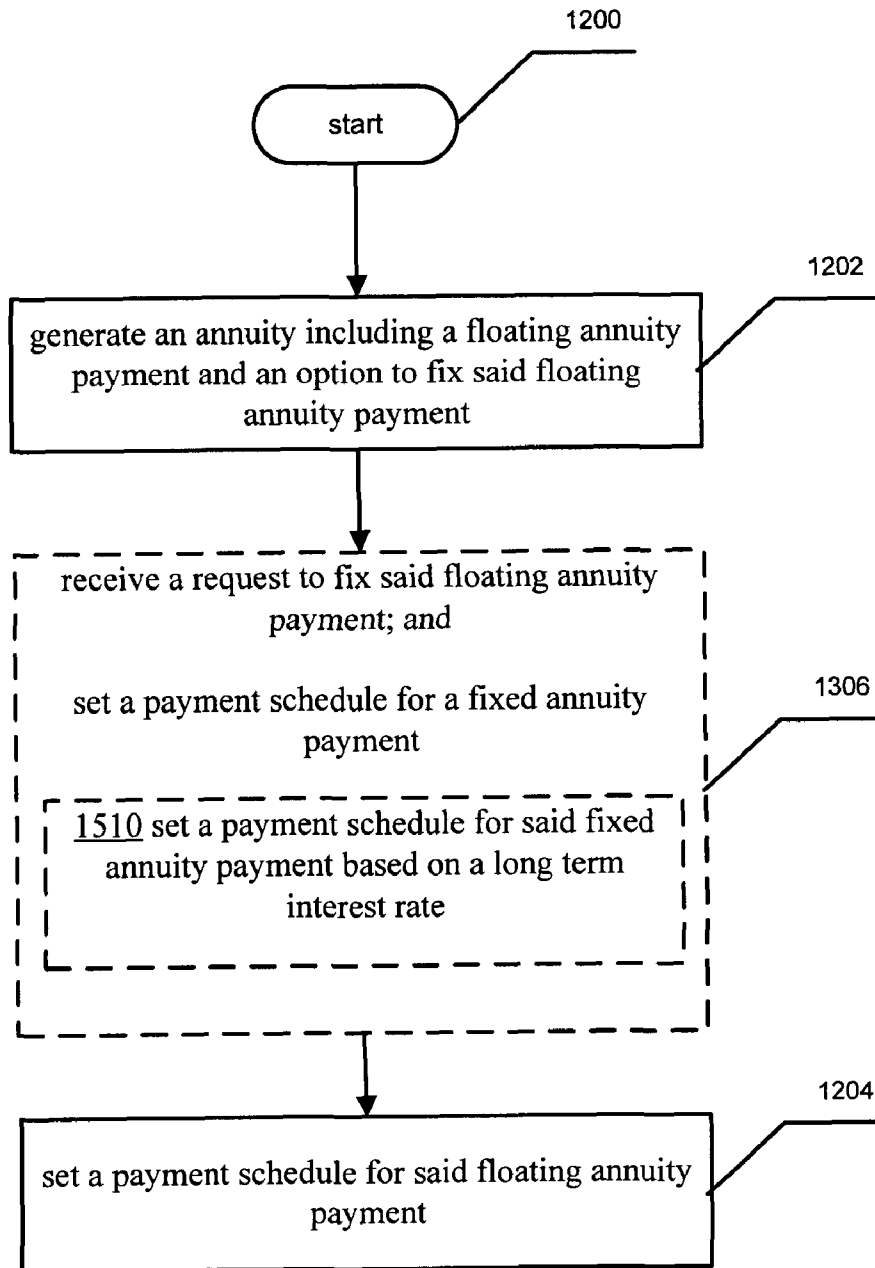 1200
start
1202
generate an annuity including a floating annuity
payment and an option to fix said floating
annuity payment
receive a request to fix said floating annuity
payment; and
set a payment schedule for a fixed annuity
payment
1306
1510 set a payment schedule for said fixed
annuity payment based on a long term
interest rate
1204
set a payment schedule for said floating annuity
payment